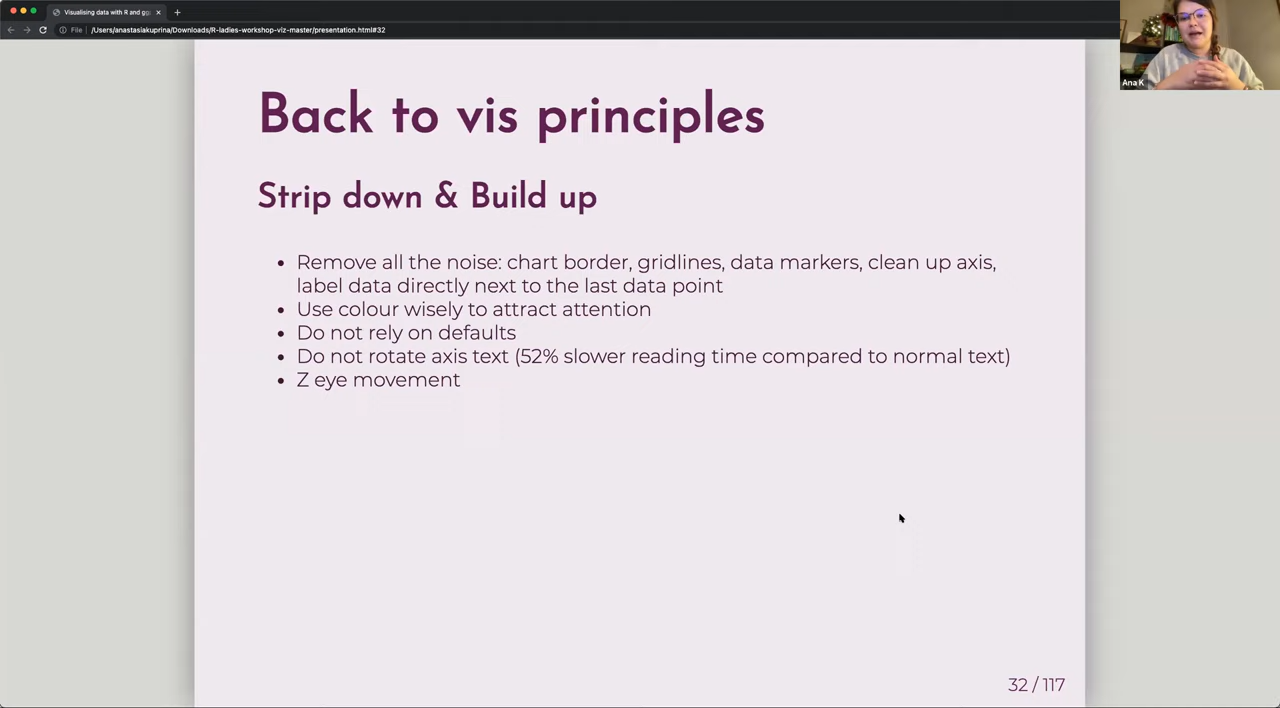 Visualising data with R and gg
File
/Users/anastasiakuprina/Downloads/R-ladies-workshop-viz-master/presentation.html#32
Ana K
Back to vis principles
Strip down & Build up
• Remove all the noise: chart border, gridlines, data markers, clean up axis,
label data directly next to the last data point
• Use colour wisely to attract attention
• Do not rely on defaults
• Do not rotate axis text (52% slower reading time compared to normal text)
• Z eye movement
32 / 117